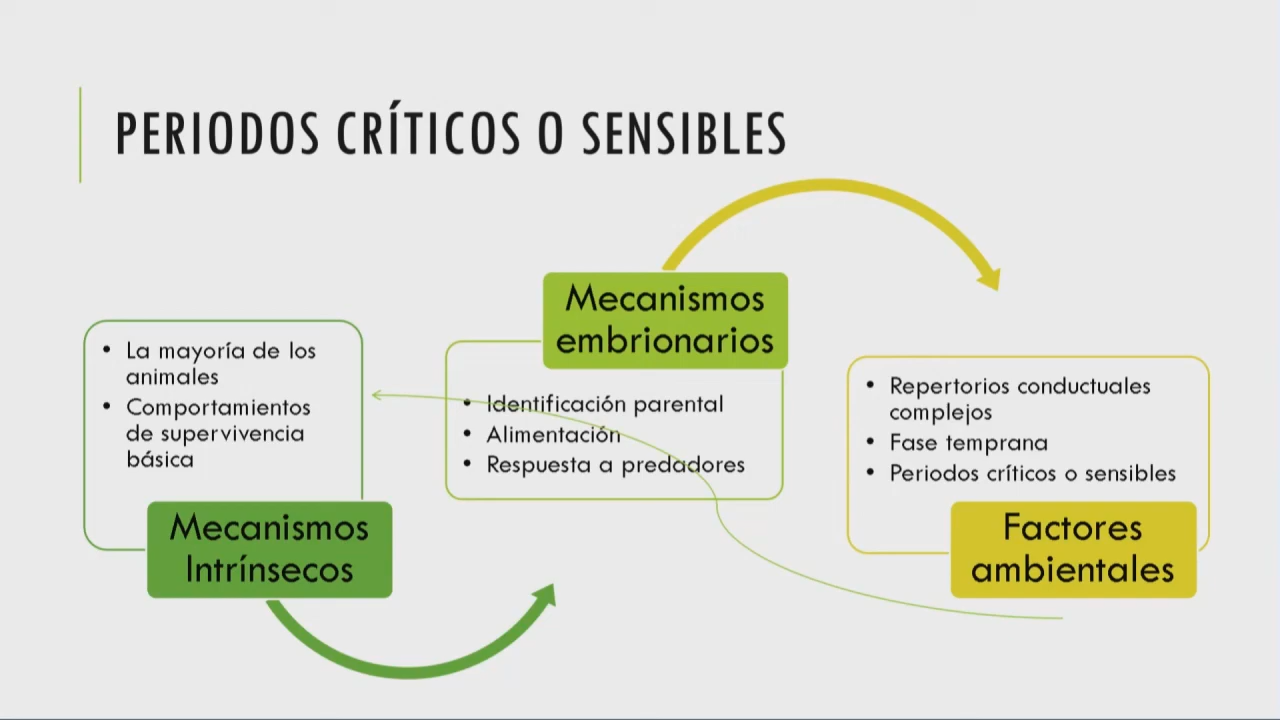 PERIODOS CRÍTICOS O SENSIBLES
• La mayoría de los
animales
• Comportamientos
de supervivencia
básica
Mecanismos
Intrínsecos
Mecanismos
embrionarios
• Identificación parental
• Alimentación
• Respuesta a predadores
• Repertorios conductuales
complejos
• Fase temprana
• Periodos críticos o sensibles
Factores
ambientales